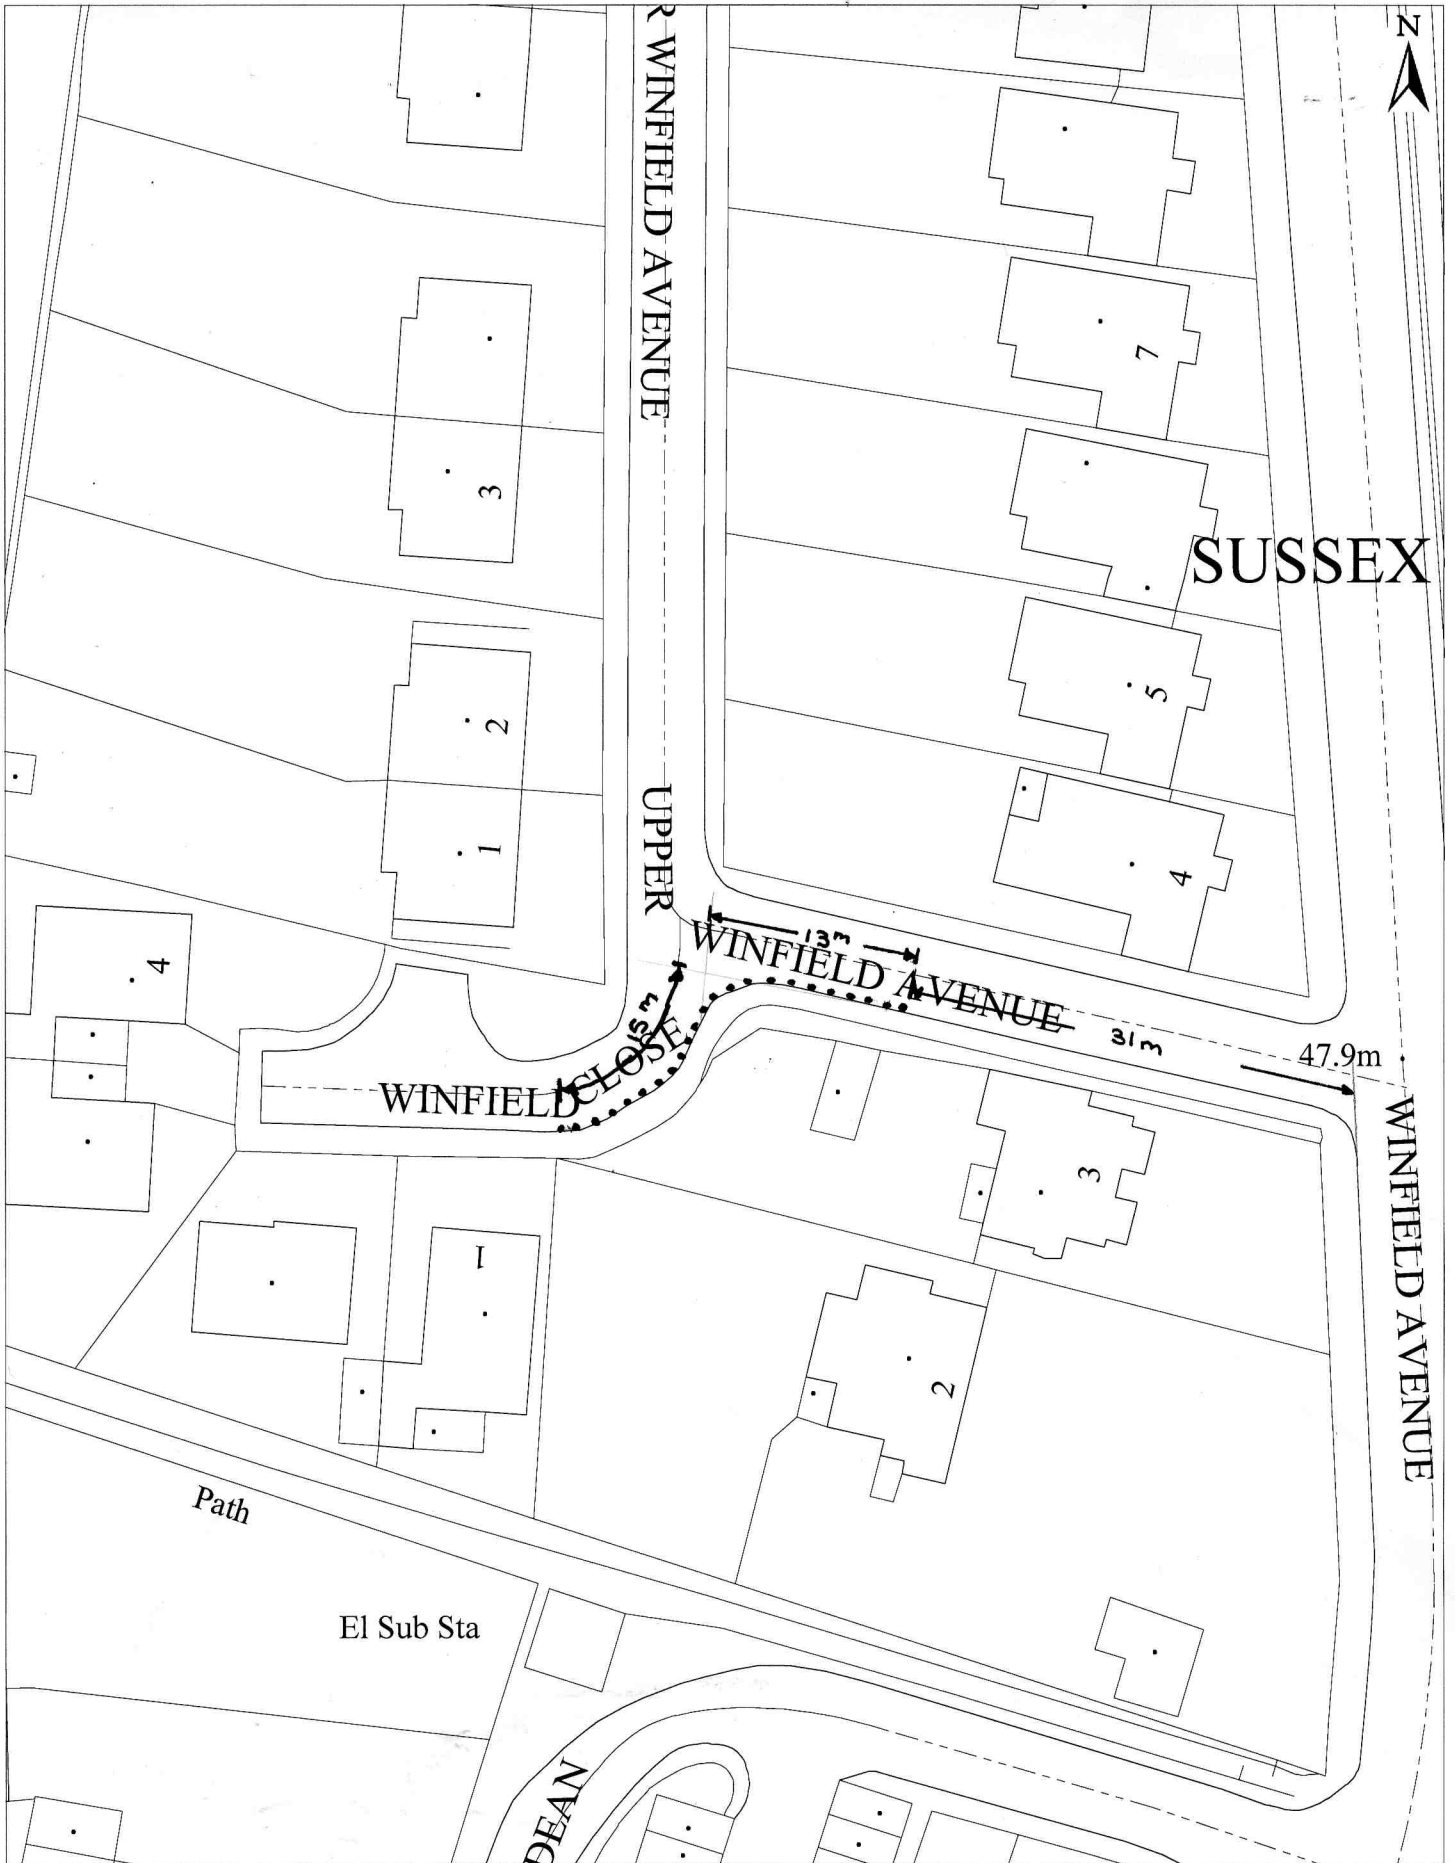 N
R WINFIELD AVENUE
7
3
SUSSEX
5
2
1
UPPER
4
4
WINFIELD AVENUE
13m
15m
31m
47.9m
WINFIELD CLOSE
WINFIELD AVENUE
3
1
2
Path
El Sub Sta
DEAN